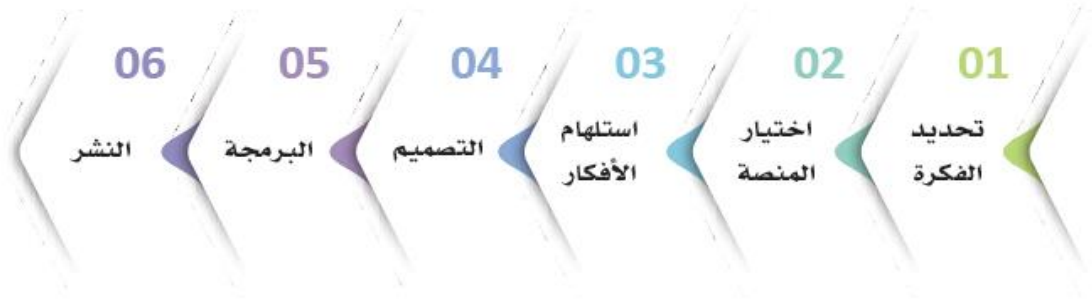 01
تحديد
الفكرة
02
اختيار
المنصة
03
استلهام
الأفكار
04
التصميم
05
البرمجة
06
النشر